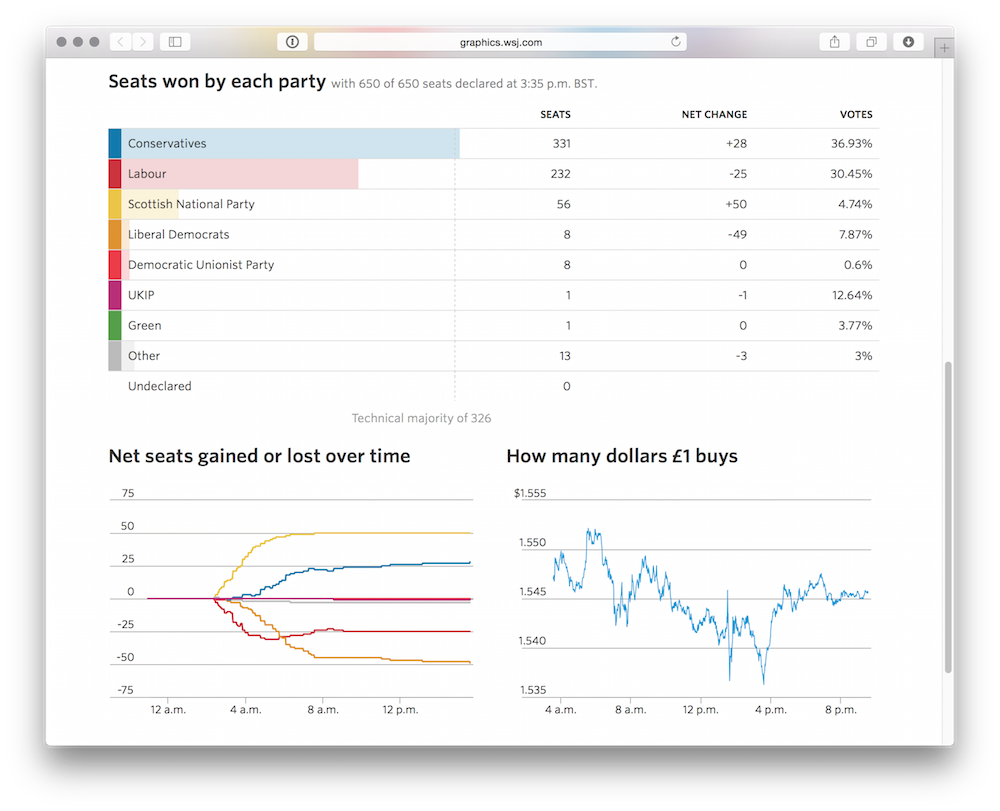 graphics.wsj.com
Seats won by each party with 650 of 650 seats declared at 3:35 p.m. BST.
SEATS NET CHANGE VOTES
Conservatives 331 +28 36.93%
Labour 232 -25 30.45%
Scottish National Party 56 +50 4.74%
Liberal Democrats 8 -49 7.87%
Democratic Unionist Party 8 0 0.6%
UKIP 1 -1 12.64%
Green 1 0 3.77%
Other 13 -3 3%
Undeclared 0
Technical majority of 326
Net seats gained or lost over time
75
50
25
0
-25
-50
-75
12 a.m. 4 a.m. 8 a.m. 12 p.m.
How many dollars £1 buys
$1.555
1.550
1.545
1.540
1.535
4 a.m. 8 a.m. 12 p.m. 4 p.m. 8 p.m.